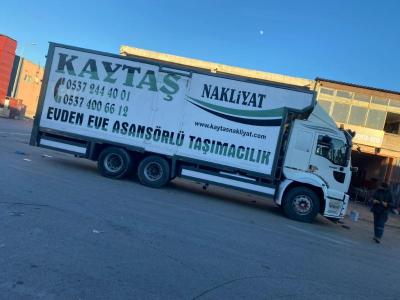 KAYTAŞ
NAKLİYAT
0537 244 40 01
0537 400 66 12
www.kaytasnakliyat.com
EVDEN EVE ASANSÖRLÜ TAŞIMACILIK